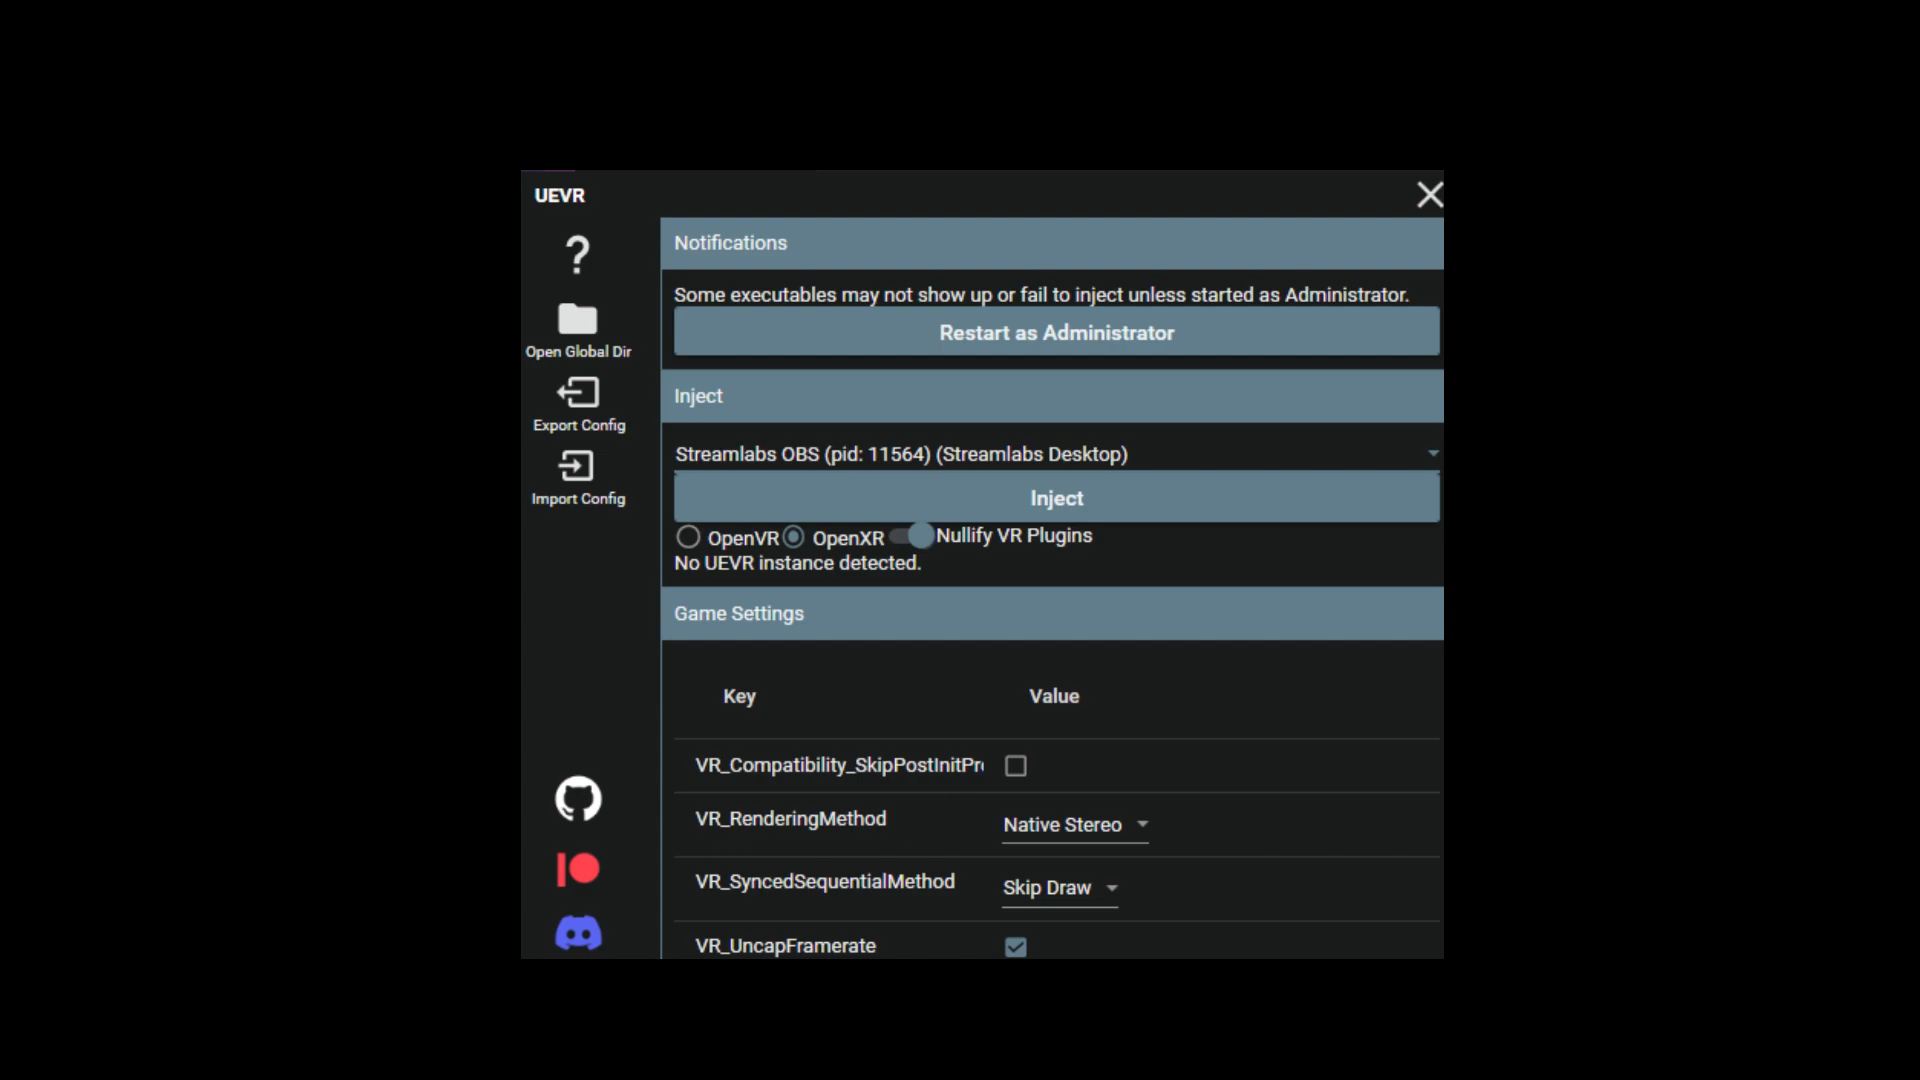 UEVR
?
Open Global Dir
Export Config
Import Config
Notifications
Some executables may not show up or fail to inject unless started as Administrator.
Restart as Administrator
Inject
Streamlabs OBS (pid: 11564) (Streamlabs Desktop)
Inject
OpenVR OpenXR Nullify VR Plugins
No UEVR instance detected.
Game Settings
Key Value
VR_Compatibility_SkipPostInitPr
VR_RenderingMethod Native Stereo
VR_SyncedSequentialMethod Skip Draw
VR_UncapFramerate